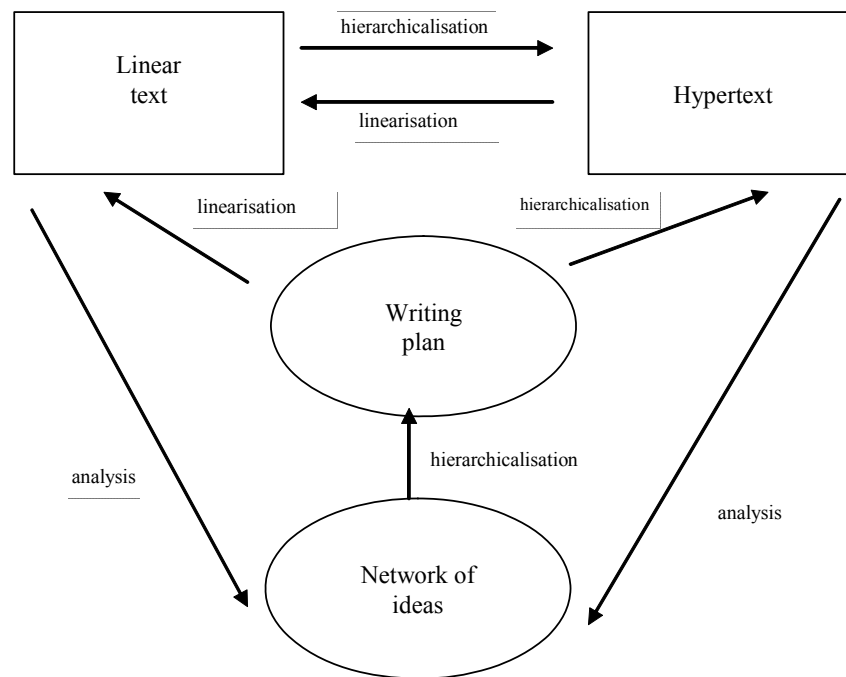 hierarchicalisation
Linear
text
Hypertext
linearisation
linearisation
hierarchicalisation
Writing
plan
hierarchicalisation
analysis
analysis
Network of
ideas